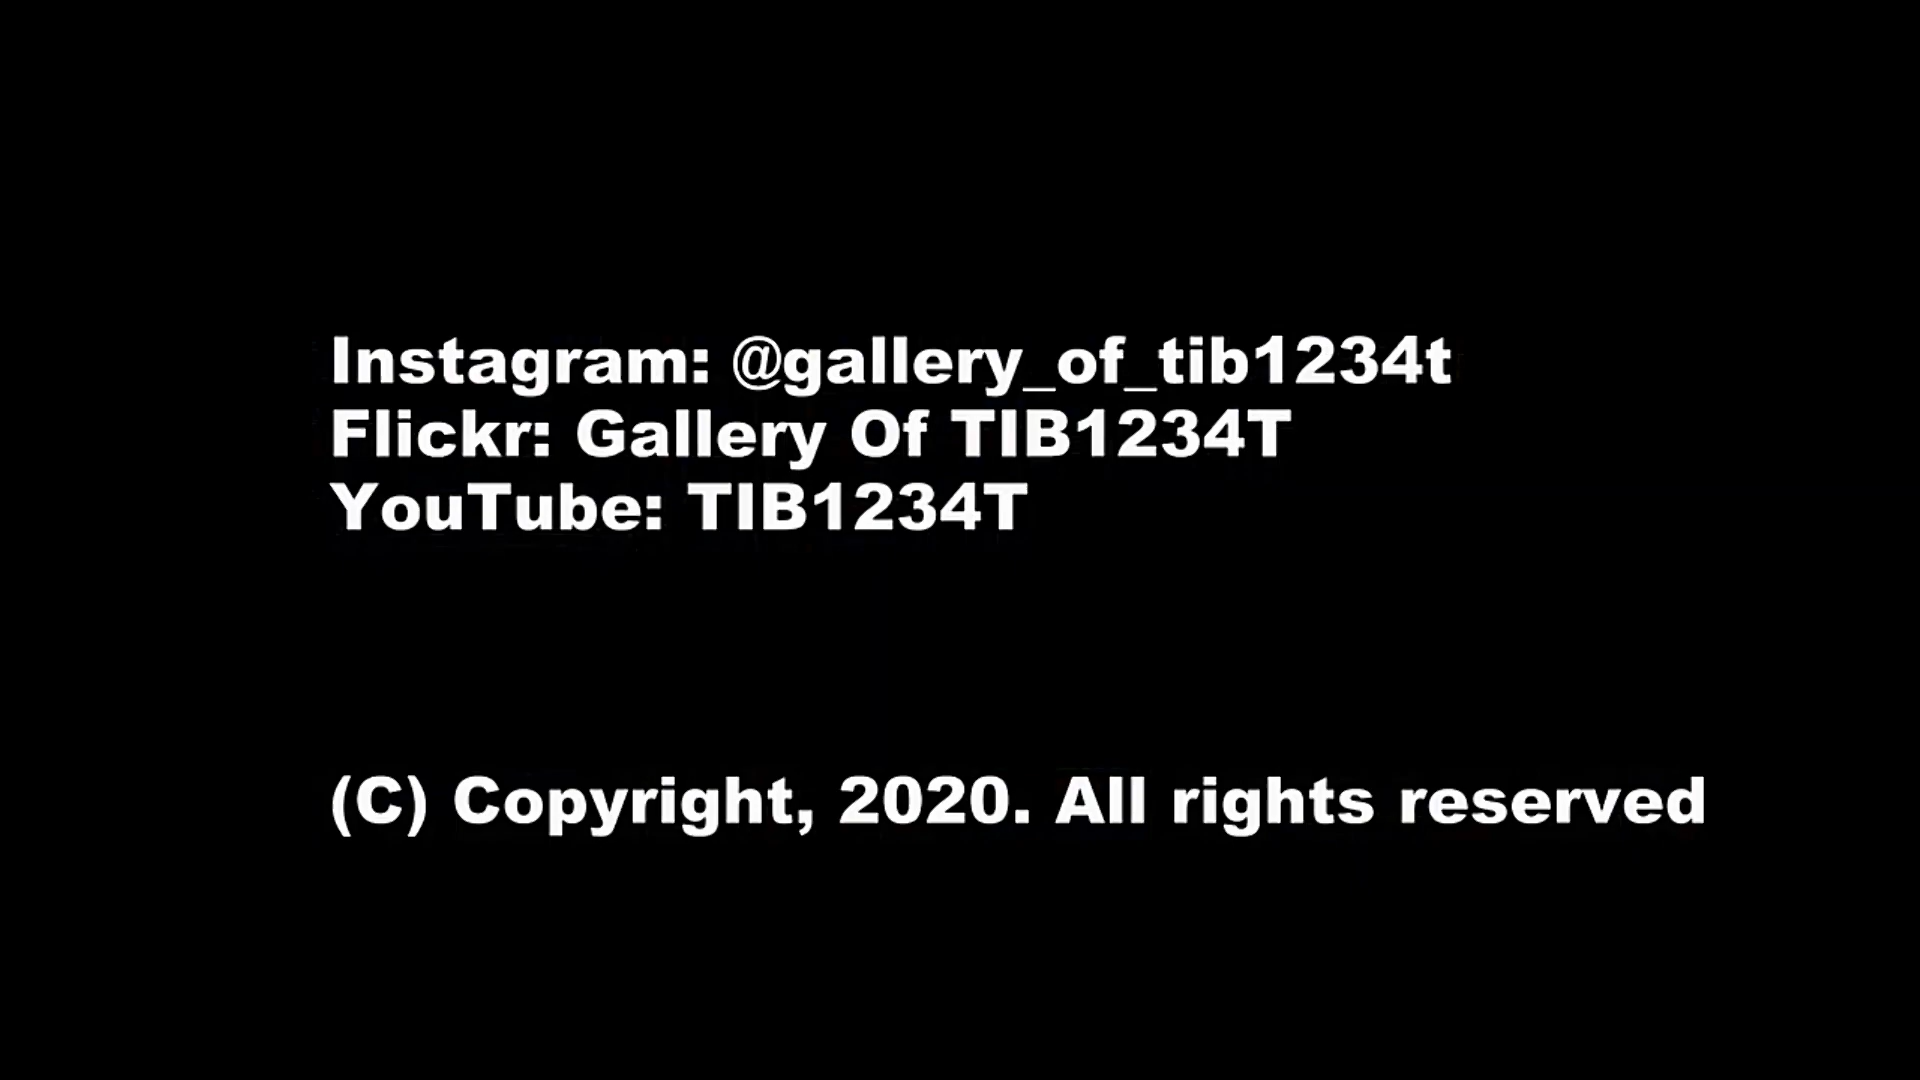 Instagram: @gallery_of_tib1234t
Flickr: Gallery Of TIB1234T
YouTube: TIB1234T
(C) Copyright, 2020. All rights reserved